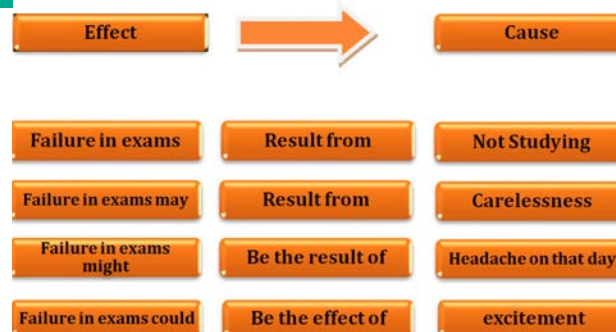 Effect Cause
Failure in exams Result from Not Studying
Failure in exams may Result from Carelessness
Failure in exams
might Be the result of Headache on that day
Failure in exams could Be the effect of excitement